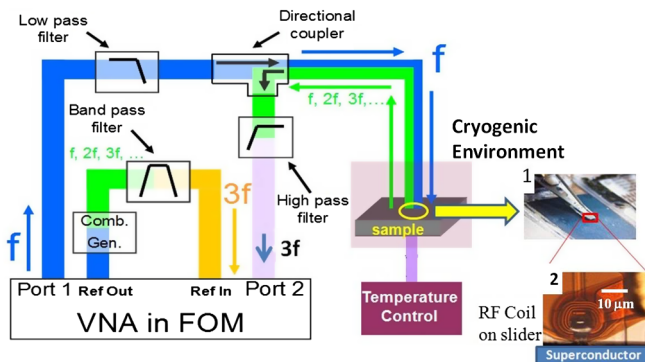 Low pass
filter
Directional
coupler
f
f, 2f, 3f,....
Band pass
filter
f, 2f, 3f, ...
Cryogenic
Environment
High pass
filter
3f
f
Comb.
Gen.
3f
sample
1
Port 1
Ref Out
Ref In
Port 2
VNA in FOM
Temperature
Control
2
10 µm
RF Coil
on slider
Superconductor